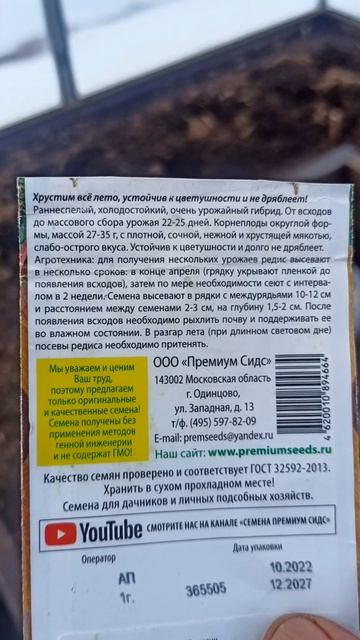 Хрустим всё лето, устойчив к цветушности и не дряблеет!
Раннеспелый, холодостойкий, очень урожайный гибрид. От всходов
до массового сбора урожая 22-25 дней. Корнеплоды округлой фор-
мы, массой 27-35 г, с плотной, сочной, нежной и хрустящей мякотью,
слабо-острого вкуса. Устойчив к цветушности и долго не дряблеет.
Агротехника: для получения нескольких урожаев редис высевают
в несколько сроков: в конце апреля (грядку укрывают пленкой до
появления всходов), затем по мере необходимости сеют с интерва-
лом в 2 недели. Семена высевают в рядки с междурядьями 10-12 см
и расстоянием между семенами 2-3 см, на глубину 1,5-2 см. После
появления всходов необходимо рыхлить почву и поддерживать ее
во влажном состоянии. В разгар лета (при длинном световом дне)
посевы редиса необходимо притенять.
Мы уважаем и ценим
Ваш труд,
поэтому предлагаем
только оригинальные
и качественные семена!
Семена получены без
применения методов
генной инженерии
и не содержат ГМО!
ООО «Премиум Сидс»
143002 Московская область
г. Одинцово,
ул. Западная, д. 13
т/ф. (495) 597-82-09
E-mail: premseeds@yandex.ru
Наш сайт: www.premiumseeds.ru
4 620010 894664
Качество семян проверено и соответствует ГОСТ 32592-2013.
Хранить в сухом прохладном месте!
Семена для дачников и личных подсобных хозяйств.
YouTube СМОТРИТЕ НАС НА КАНАЛЕ «СЕМЕНА ПРЕМИУМ СИДС»
Оператор
Дата упаковки
АП
10.2022
1г.
365505
12.2027